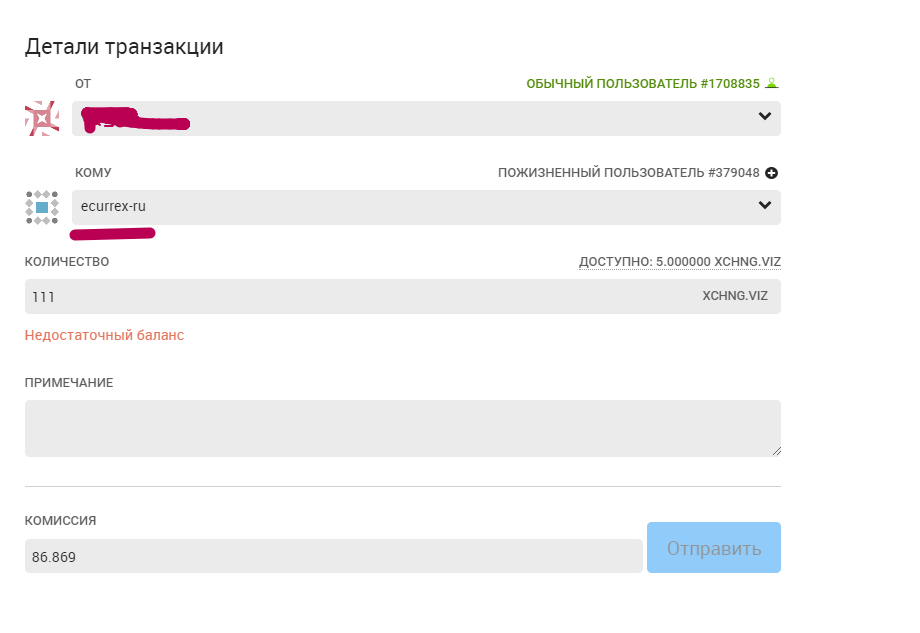 Детали транзакции
ОТ ОБЫЧНЫЙ ПОЛЬЗОВАТЕЛЬ #1708835
КОМУ ПОЖИЗНЕННЫЙ ПОЛЬЗОВАТЕЛЬ #379048
ecurrex-ru
КОЛИЧЕСТВО ДОСТУПНО: 5.000000 XCHNG.VIZ
111 XCHNG.VIZ
Недостаточный баланс
ПРИМЕЧАНИЕ
КОМИССИЯ
86.869 Отправить